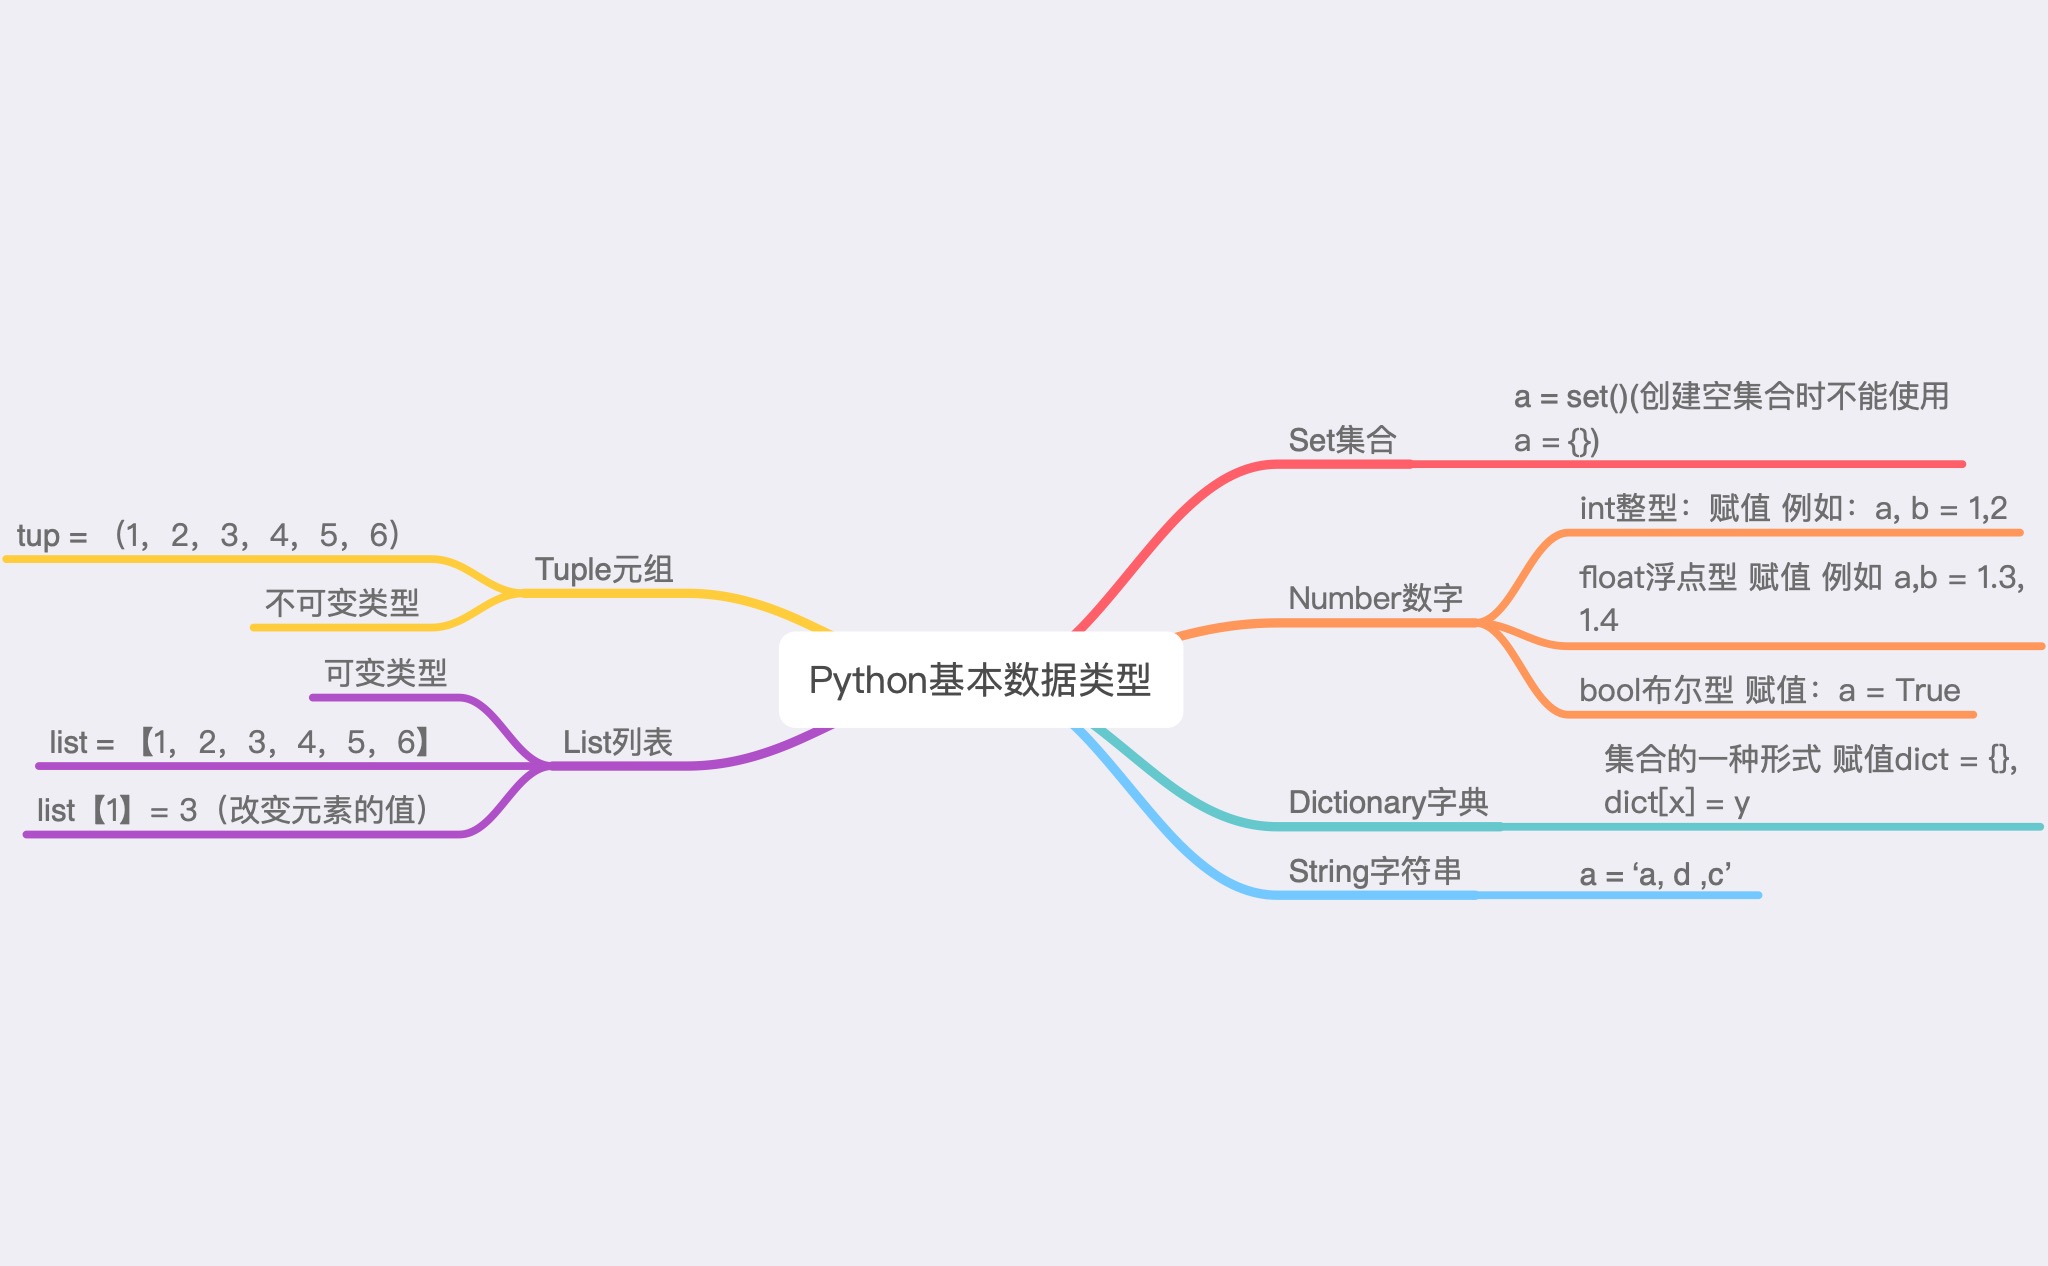 Python基本数据类型
Set集合
a = set()(创建空集合时不能使用
a = {})
Number数字
int整型：赋值 例如：a, b = 1,2
float浮点型 赋值 例如 a,b = 1.3,
1.4
bool布尔型 赋值：a = True
Dictionary字典
集合的一种形式 赋值dict = {},
dict[x] = y
String字符串
a = ‘a, d ,c’
Tuple元组
tup = （1，2，3，4，5，6）
不可变类型
List列表
可变类型
list = 【1，2，3，4，5，6】
list【1】= 3（改变元素的值）